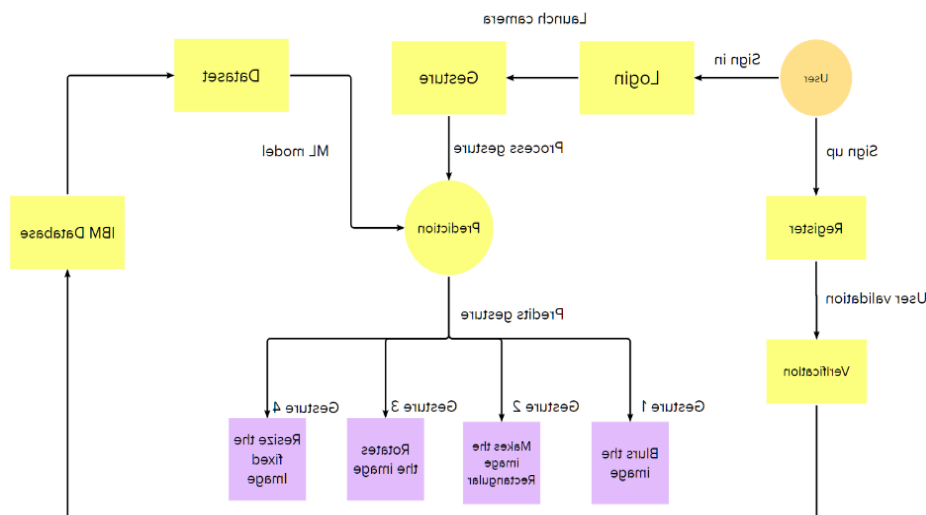 Launch camera
User
Sign in
Login
Gesture
Dataset
Sign up
Process gesture
ML model
Register
Prediction
IBM Database
User validation
Predits gesture
Verification
Gesture 1
Gesture 2
Gesture 3
Gesture 4
Blurs the
image
Makes the
image
Rectangular
Rotates
the image
Resize the
fixed
Image